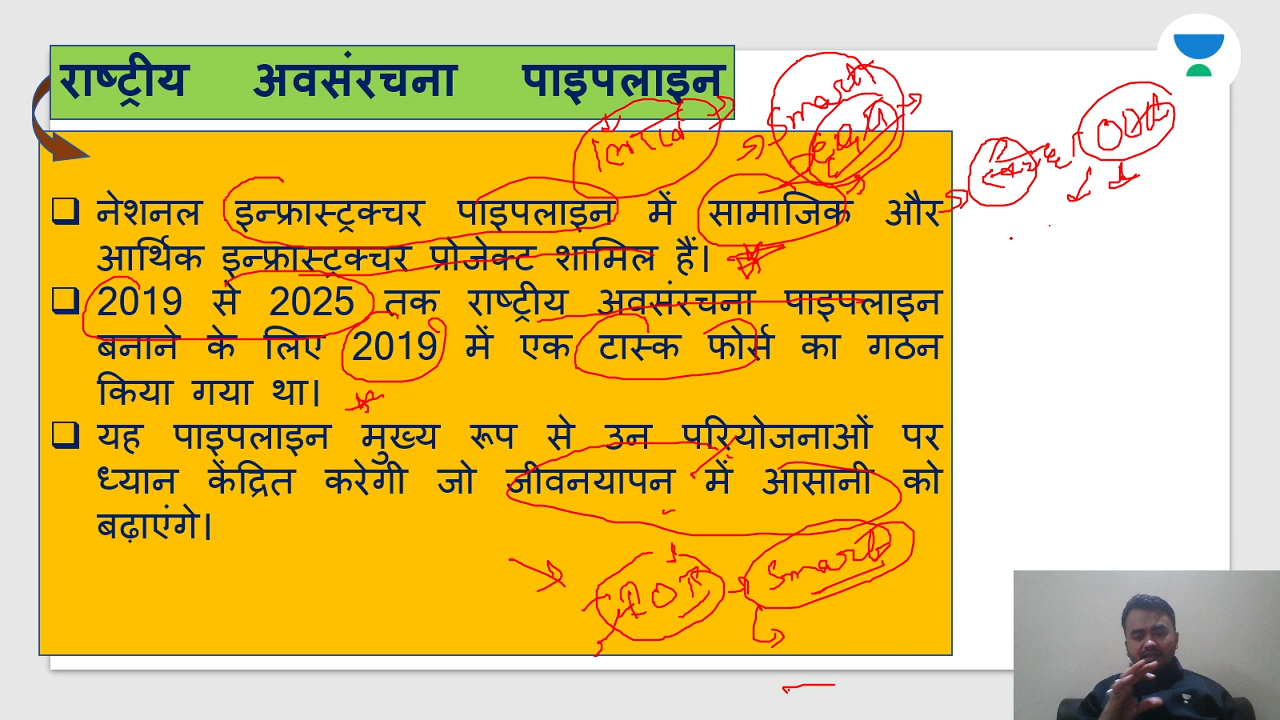 राष्ट्रीय अवसंरचना पाइपलाइन
❑ नेशनल इन्फ्रास्ट्रक्चर पाइपलाइन में सामाजिक और
आर्थिक इन्फ्रास्ट्रक्चर प्रोजेक्ट शामिल हैं।
❑ 2019 से 2025 तक राष्ट्रीय अवसंरचना पाइपलाइन
बनाने के लिए 2019 में एक टास्क फोर्स का गठन
किया गया था।
❑ यह पाइपलाइन मुख्य रूप से उन परियोजनाओं पर
ध्यान केंद्रित करेगी जो जीवनयापन में आसानी को
बढ़ाएंगे।
Smart